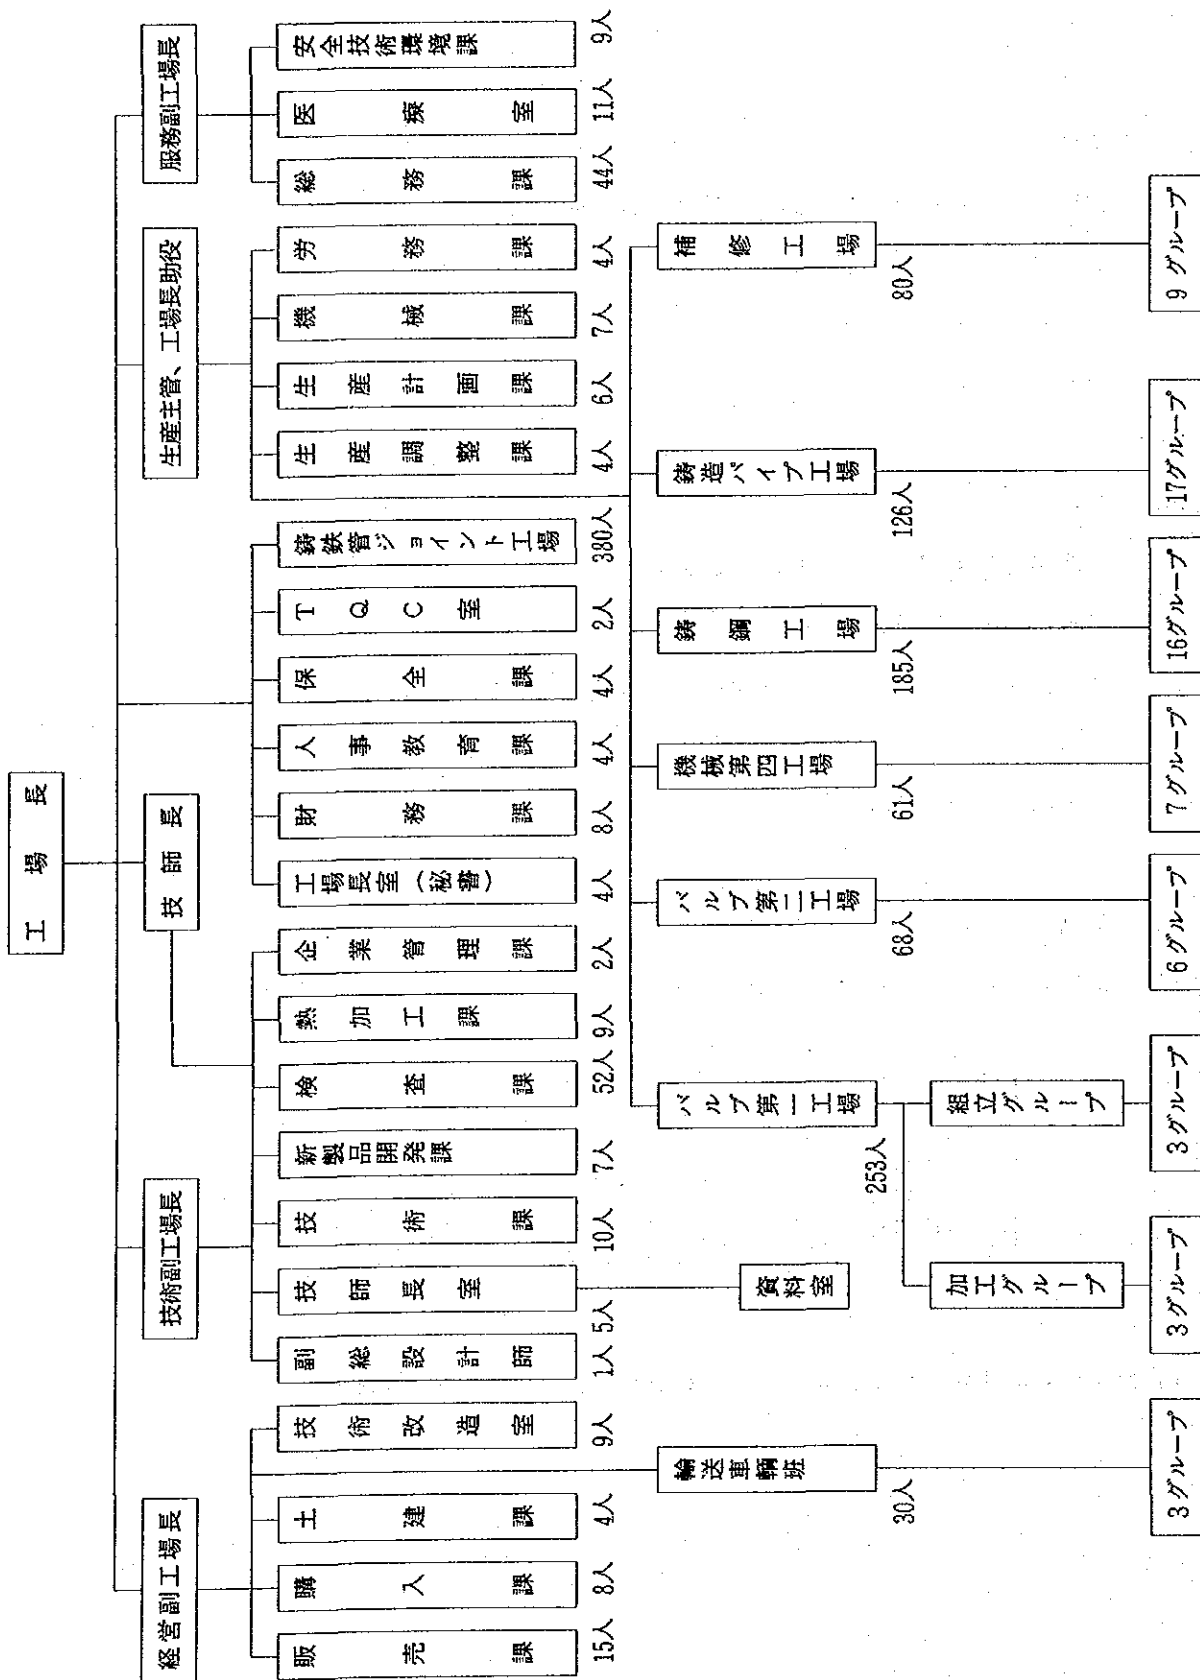 工場長
技師長
経営副工場長
技術副工場長
生産主管、工場長助役
服務副工場長
販売課
購入課
土建課
技術改造室
副総設計師
技師長室
技術課
新製品開発課
検査課
熱加工課
企業管理課
工場長室(秘書)
財務課
人事教育課
保全課
TQC室
鋳鉄管ジョイント工場
生産調整課
生産計画課
機械課
労務課
総務課
医療室
安全技術環境課
15人
8人
4人
9人
1人
5人
10人
7人
52人
9人
2人
4人
8人
4人
4人
2人
380人
4人
6人
7人
4人
44人
11人
9人
輸送車輛班
バルブ第一工場
バルブ第二工場
機械第四工場
鋳鋼工場
鋳造パイプ工場
補修工場
資料室
30人
253人
68人
61人
185人
126人
80人
加工グループ
組立グループ
3グループ
3グループ
3グループ
6グループ
7グループ
16グループ
17グループ
9グループ